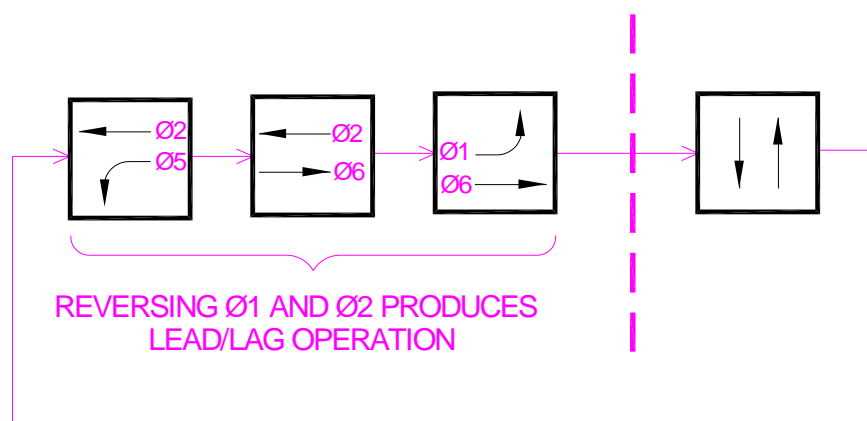 Ø2
Ø5
Ø2
Ø6
Ø1
Ø6
REVERSING Ø1 AND Ø2 PRODUCES
LEAD/LAG OPERATION